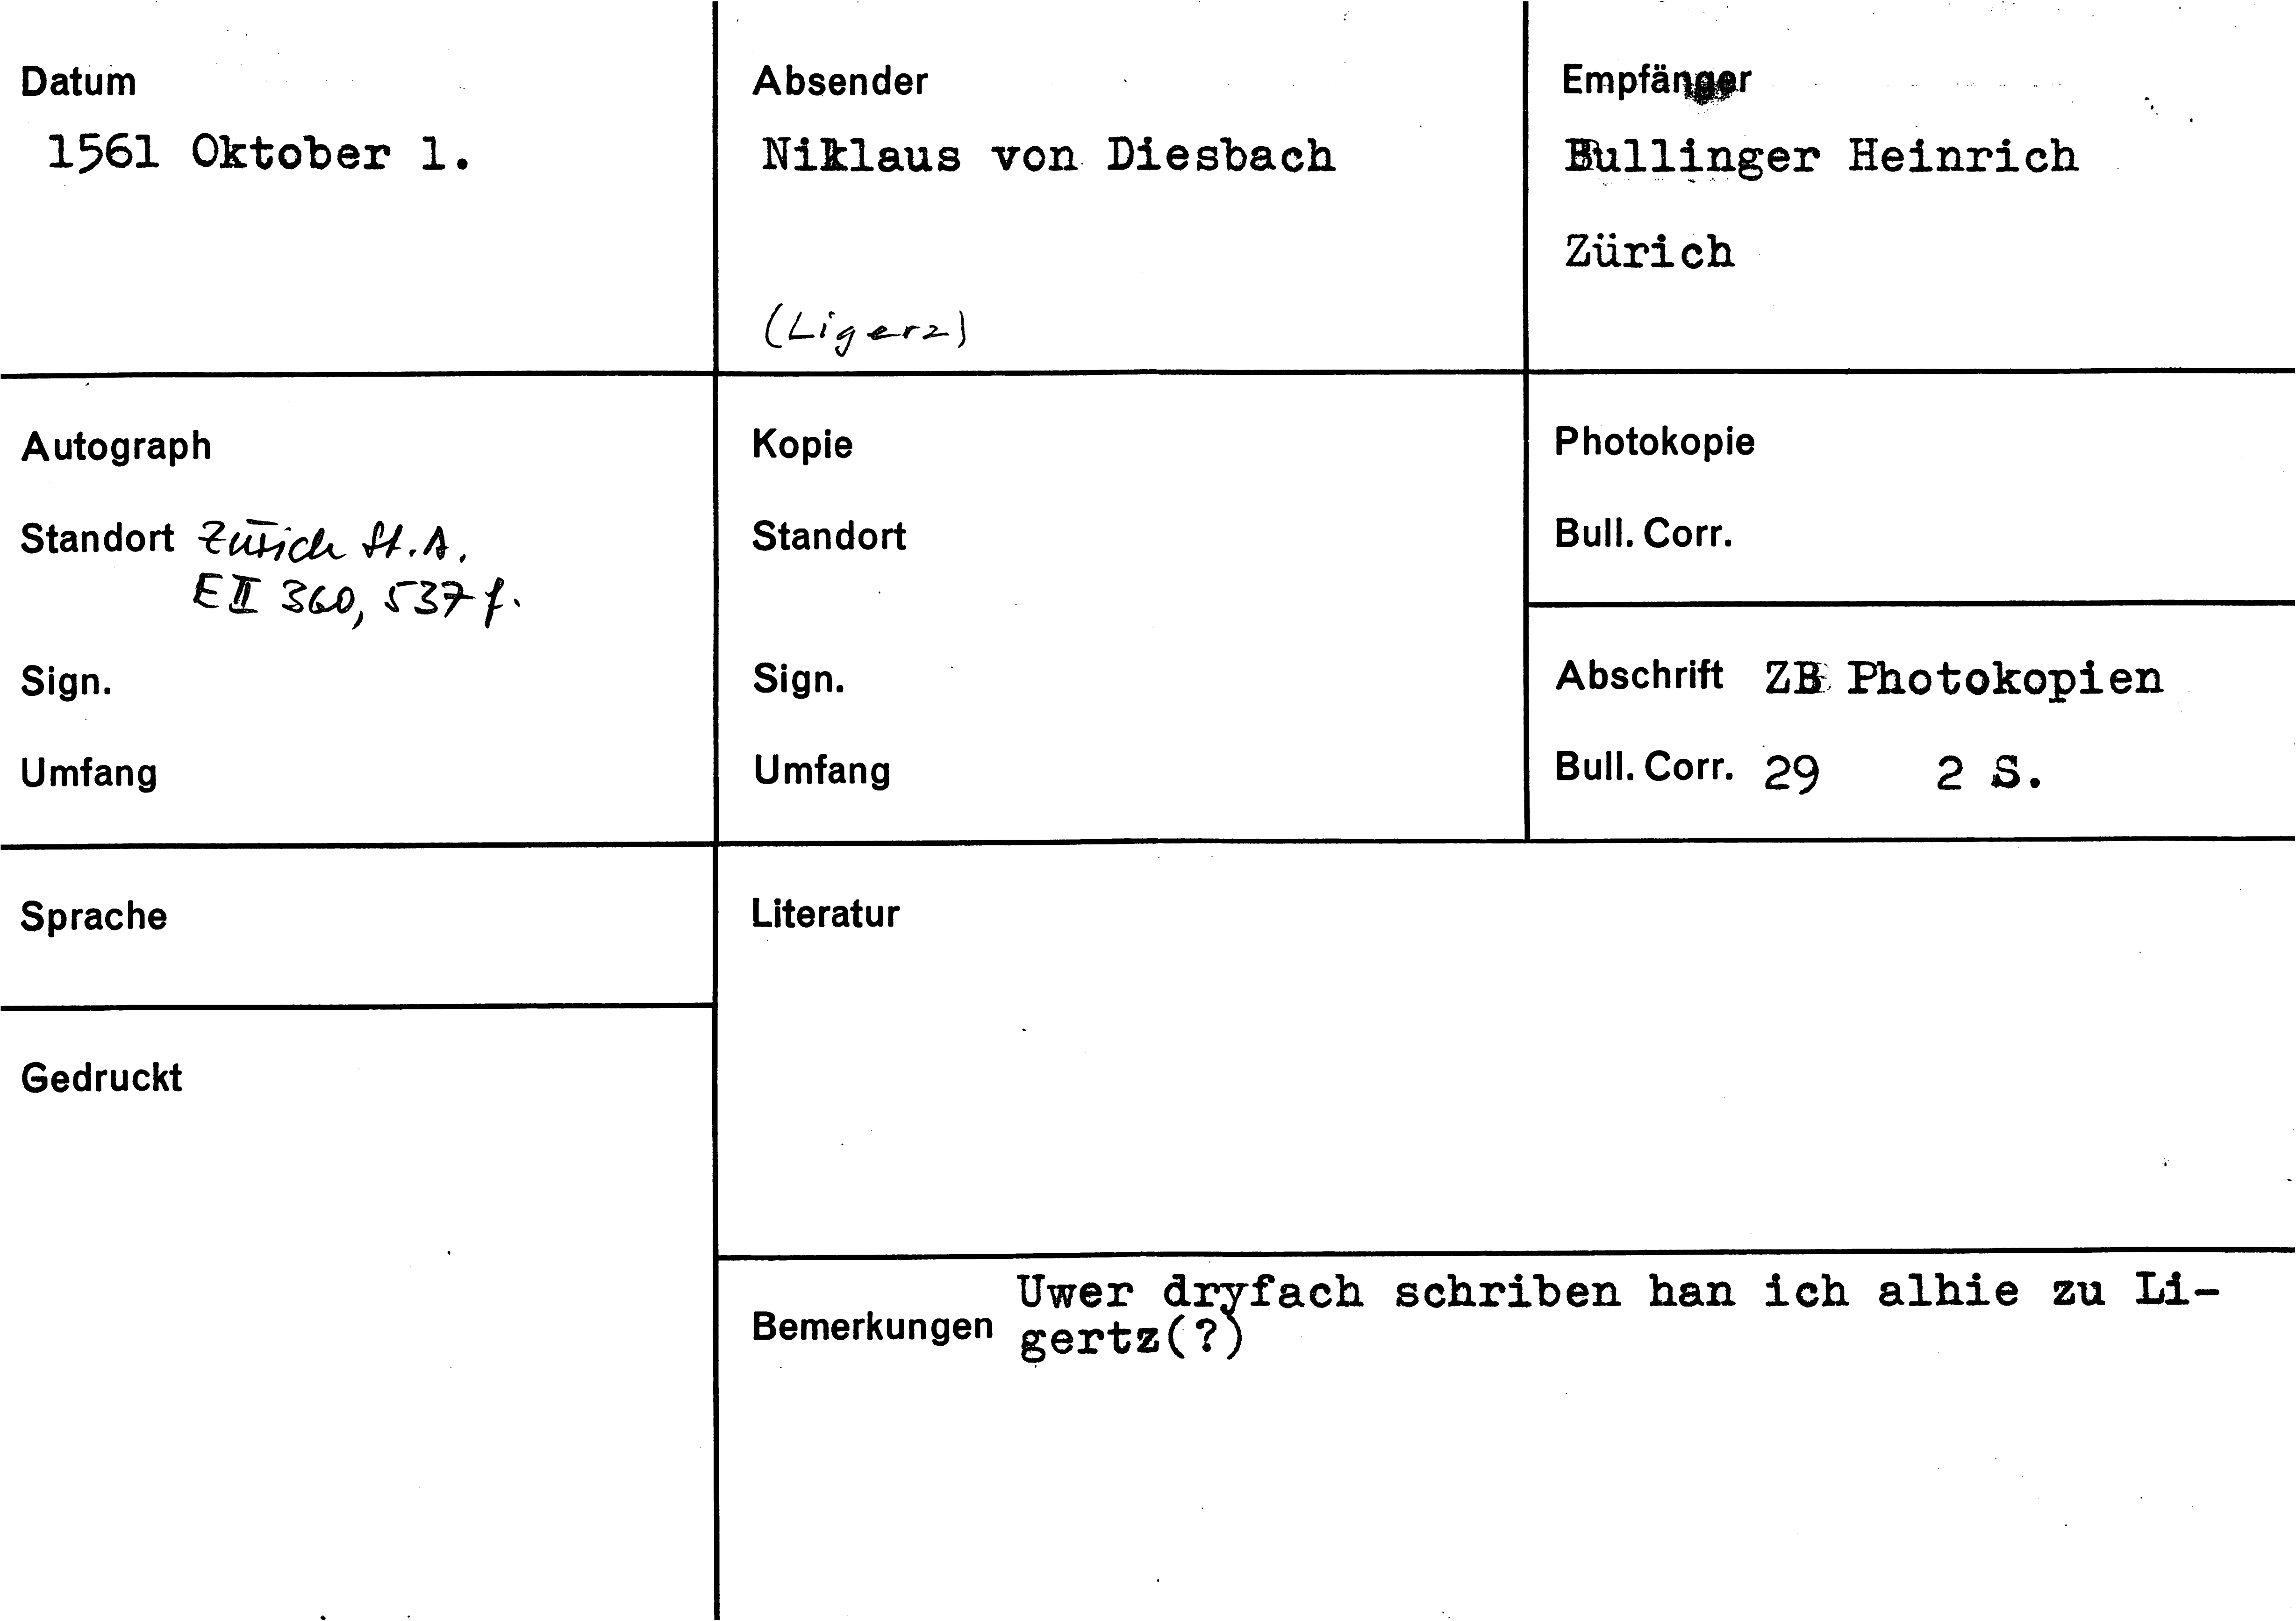 Datum
1561 Oktober 1.
Absender
Niklaus von Diesbach
(Ligerz)
Empfänger
Bullinger Heinrich
Zürich
Autograph
Standort Zürich St.A.
E II 360, 537 f.
Sign.
Umfang
Kopie
Standort
Sign.
Umfang
Photokopie
Bull. Corr.
Abschrift ZB Photokopien
Bull. Corr. 29 2 S.
Sprache
Gedruckt
Literatur
Bemerkungen
Uwer dryfach schriben han ich alhie zu Li-
gertz(?)